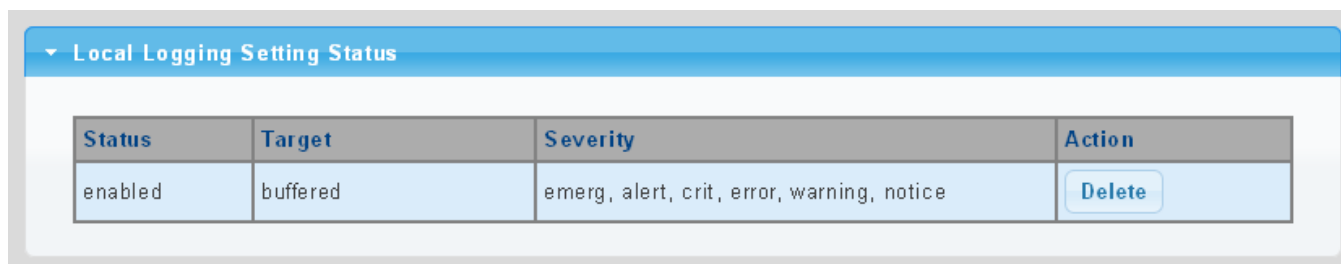 Local Logging Setting Status
Status Target Severity Action
enabled buffered emerg, alert, crit, error, warning, notice Delete